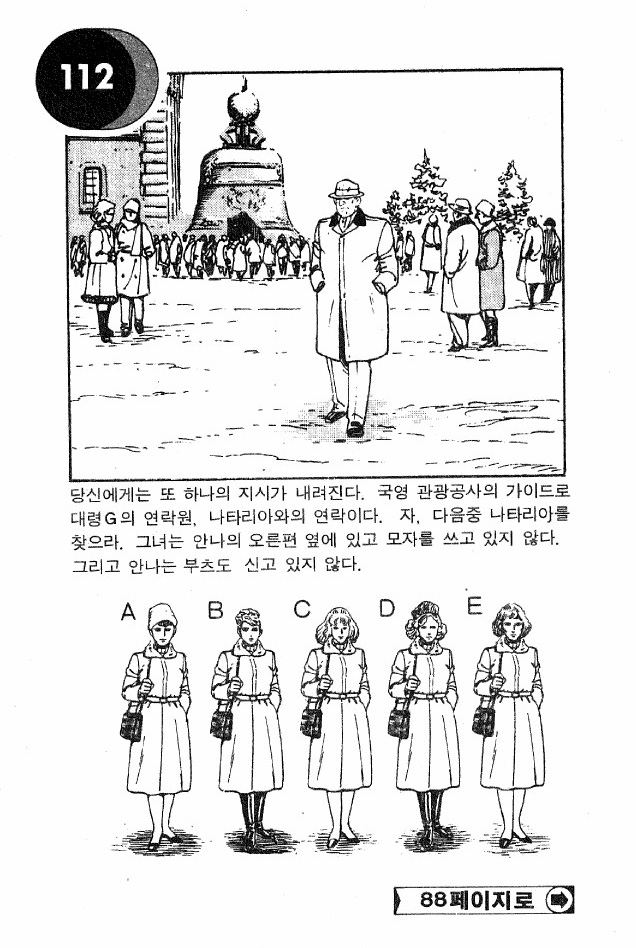 112
당신에게는 또 하나의 지시가 내려진다. 국영 관광공사의 가이드로
대령G의 연락원, 나타리아와의 연락이다. 자, 다음중 나타리아를
찾으라. 그녀는 안나의 오른편 옆에 있고 모자를 쓰고 있지 않다.
그리고 안나는 부츠도 신고 있지 않다.
A B C D E
88페이지로